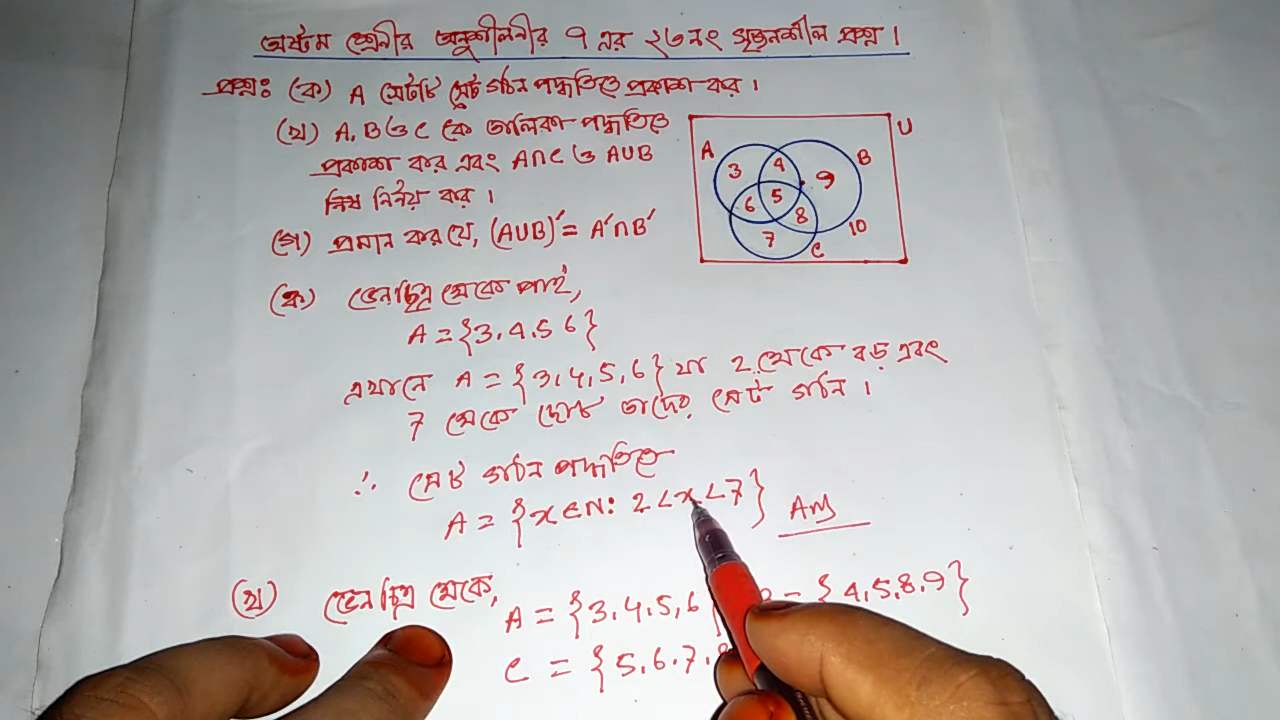 অষ্টম শ্রেনীর অনুশীলনীর ৭ এর ২৬নং সৃজনশীল প্রশ্ন।
প্রশ্নঃ (ক) A সেটটি সেট গঠন পদ্ধতিতে প্রকাশ কর।
(খ) A, B ও C কে তালিকা পদ্ধতিতে
প্রকাশ কর এবং A∩C ও A∪B
নির্নয় কর।
(গ) প্রমান কর যে, (A∪B)′ = A′∩B′
U
A
B
C
3
4
9
6
5
8
7
10
(ক) ভেনচিত্র থেকে পাই,
A = {3, 4, 5 6}
এখানে A = {3, 4, 5, 6} যা 2 থেকে বড় এবং
7 থেকে ছোট তাদের সেট গঠন।
∴ সেট গঠন পদ্ধতিতে
A = {x∈N: 2<x<7} Ans
(খ) ভেনচিত্র থেকে,
A = {3, 4, 5, 6 = {4, 5, 8, 9}
C = {5, 6, 7,